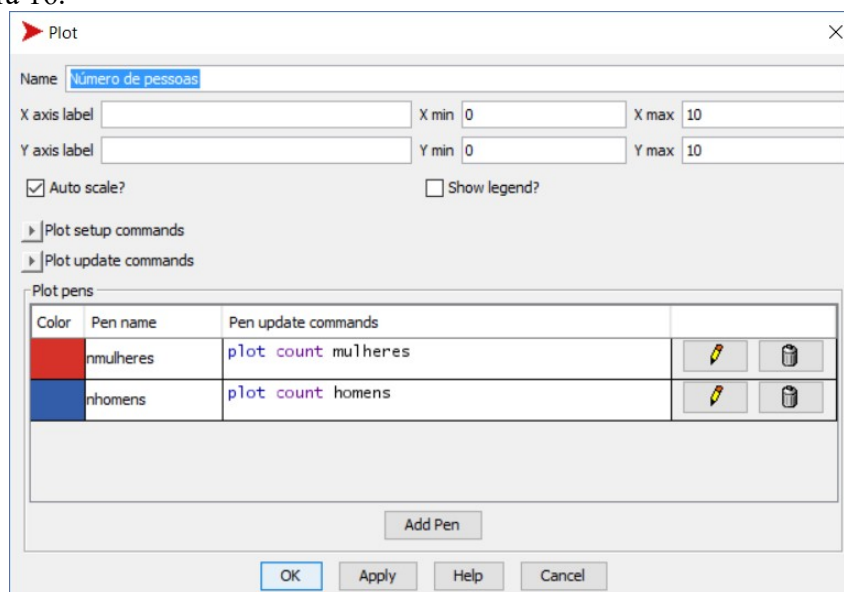 ra 16.
Plot
Name Número de pessoas
X axis label X min 0 X max 10
Y axis label Y min 0 Y max 10
Auto scale? Show legend?
Plot setup commands
Plot update commands
Plot pens
Color Pen name Pen update commands
nmulheres plot count mulheres
nhomens plot count homens
Add Pen
OK Apply Help Cancel